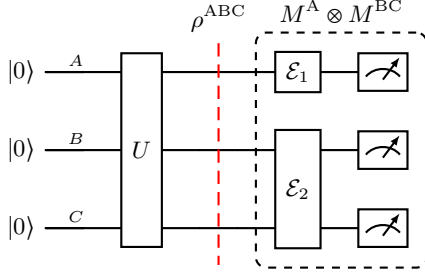 ρ^ABC M^A ⊗ M^BC
|0⟩ A ℰ₁
|0⟩ B U ℰ₂
|0⟩ C